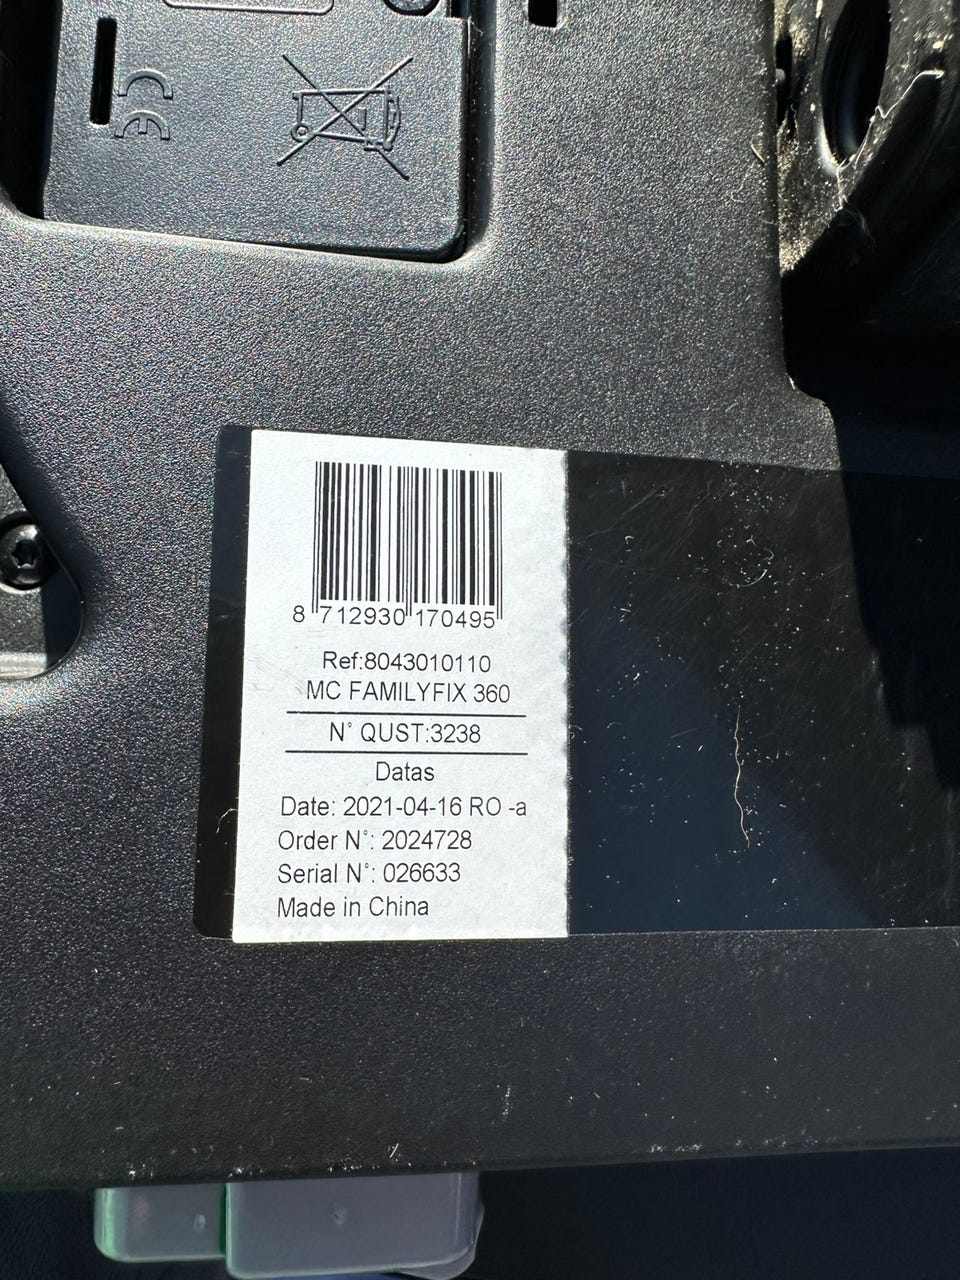 CE
8 712930 170495
Ref:8043010110
MC FAMILYFIX 360
N° QUST:3238
Datas
Date: 2021-04-16 RO -a
Order N°: 2024728
Serial N°: 026633
Made in China